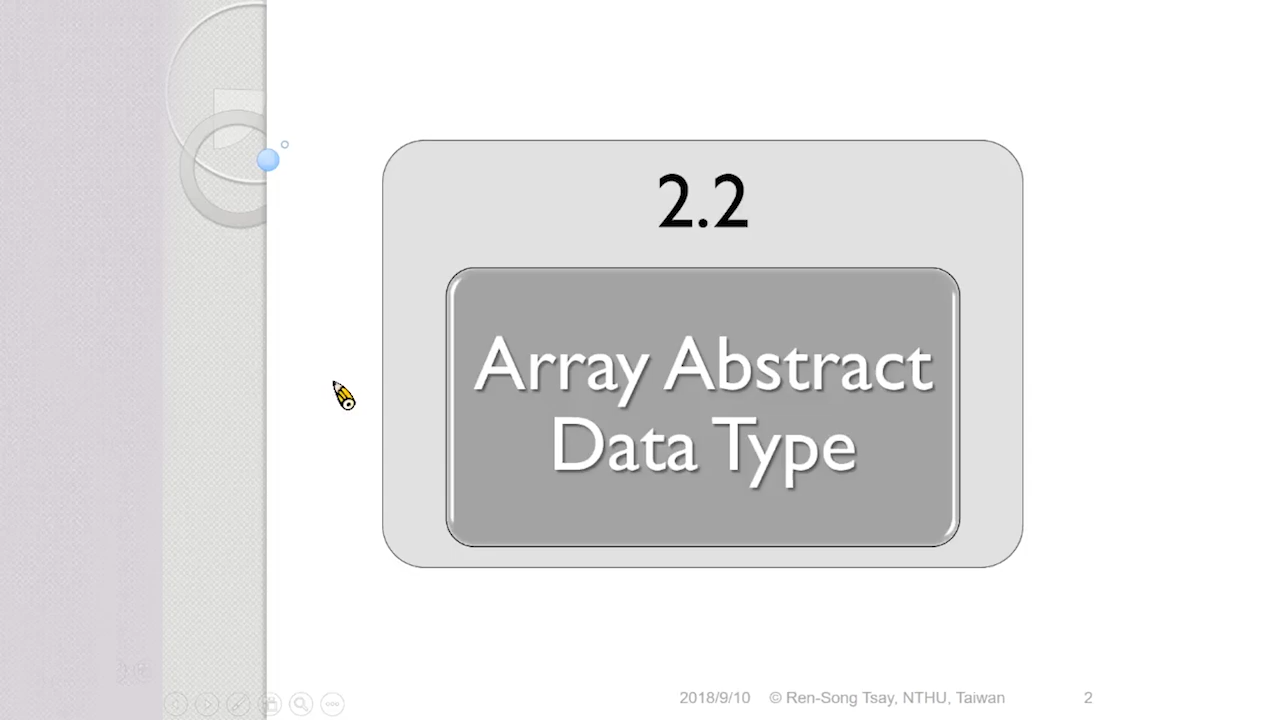 2.2
Array Abstract
Data Type
2018/9/10 © Ren-Song Tsay, NTHU, Taiwan 2